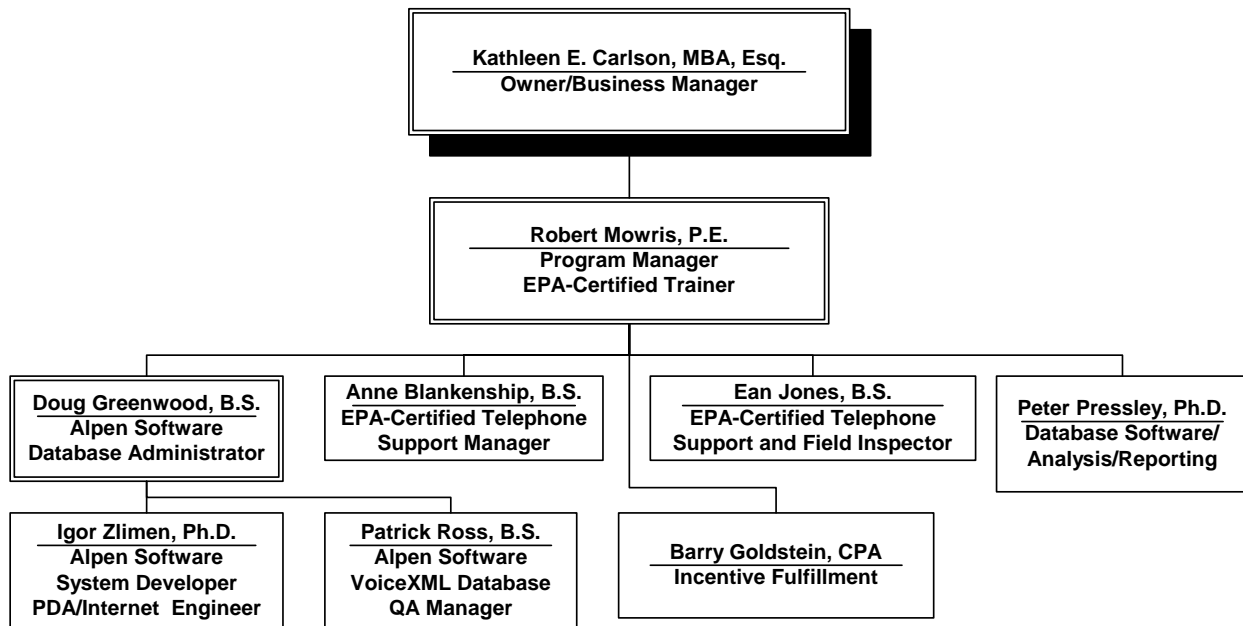 Kathleen E. Carlson, MBA, Esq.
Owner/Business Manager
Robert Mowris, P.E.
Program Manager
EPA-Certified Trainer
Doug Greenwood, B.S.
Alpen Software
Database Administrator
Anne Blankenship, B.S.
EPA-Certified Telephone
Support Manager
Ean Jones, B.S.
EPA-Certified Telephone
Support and Field Inspector
Peter Pressley, Ph.D.
Database Software/
Analysis/Reporting
Igor Zlimen, Ph.D.
Alpen Software
System Developer
PDA/Internet Engineer
Patrick Ross, B.S.
Alpen Software
VoiceXML Database
QA Manager
Barry Goldstein, CPA
Incentive Fulfillment